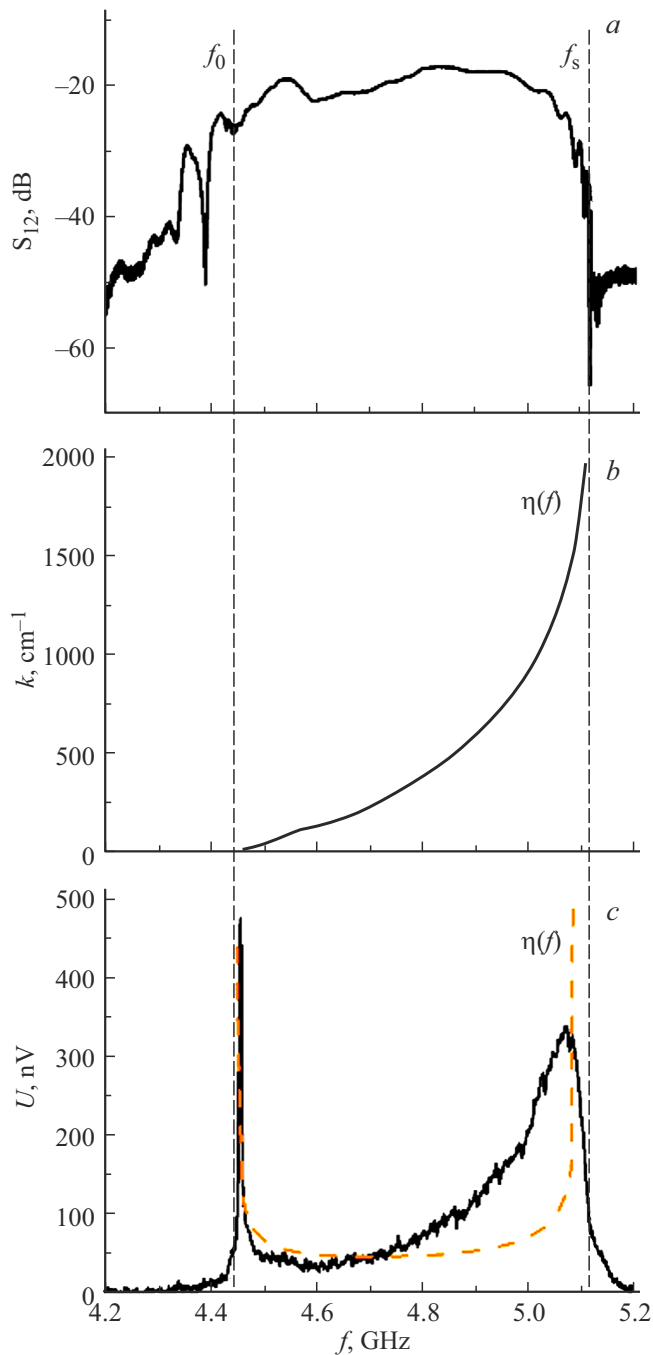 a
f₀
fₛ
–20
–40
–60
S₁₂, dB
b
2000
η(f)
1500
1000
500
0
k, cm⁻¹
c
500
η(f)
400
300
200
100
0
U, nV
4.2 4.4 4.6 4.8 5.0 5.2
f, GHz